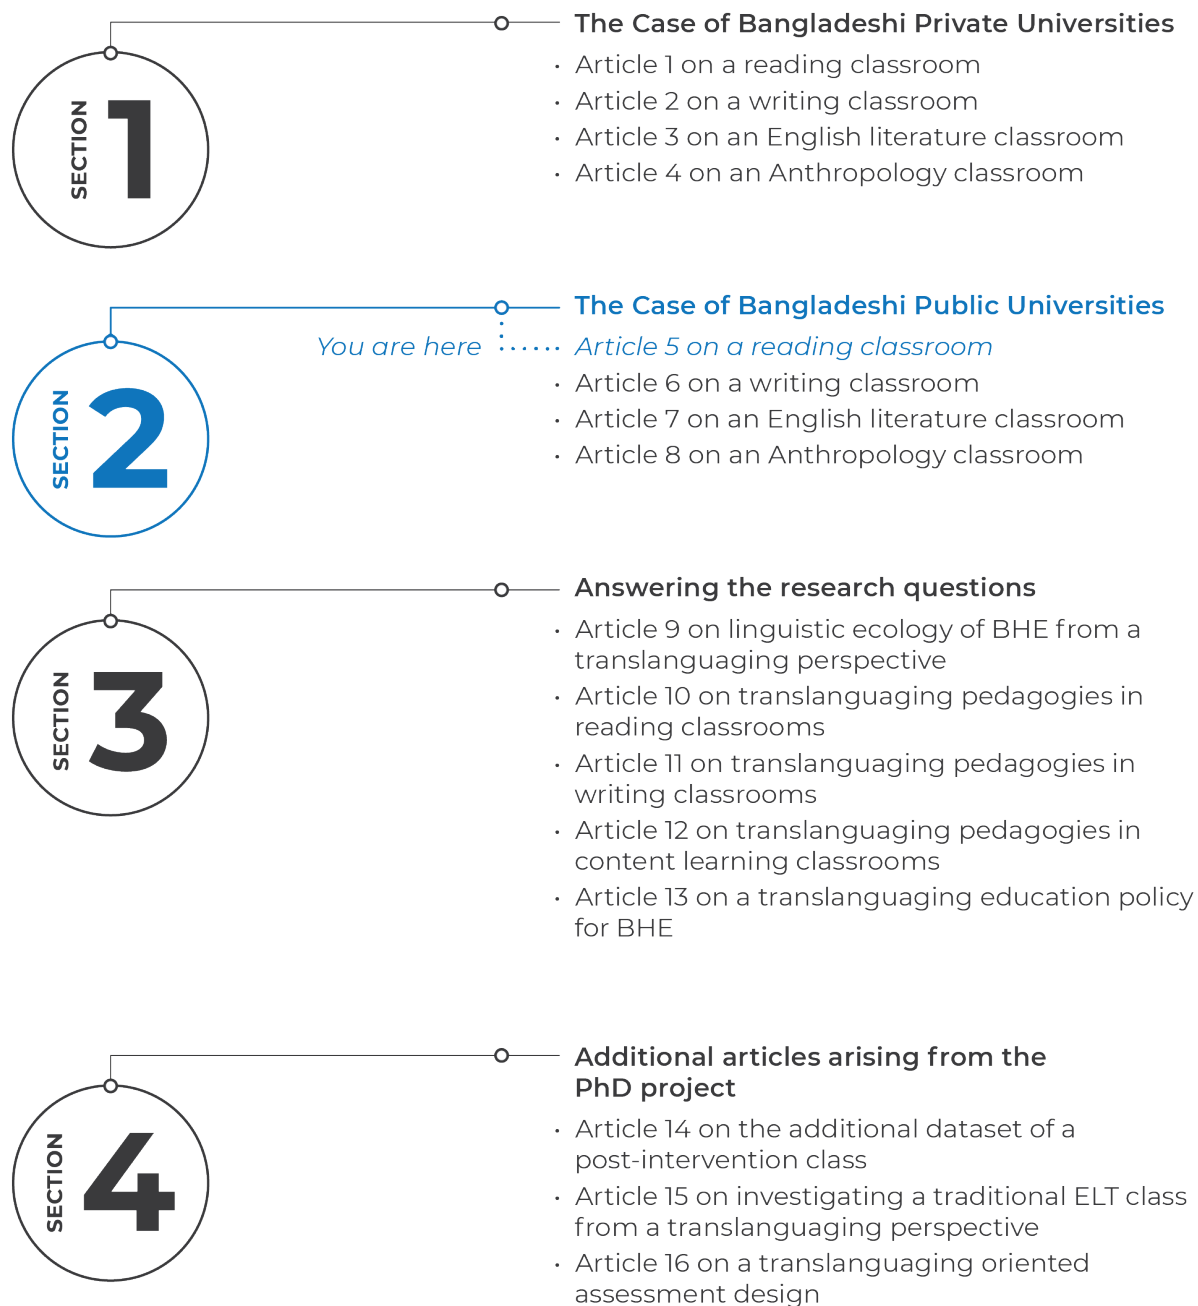 SECTION 1
The Case of Bangladeshi Private Universities
· Article 1 on a reading classroom
· Article 2 on a writing classroom
· Article 3 on an English literature classroom
· Article 4 on an Anthropology classroom
SECTION 2
The Case of Bangladeshi Public Universities
You are here
Article 5 on a reading classroom
· Article 6 on a writing classroom
· Article 7 on an English literature classroom
· Article 8 on an Anthropology classroom
SECTION 3
Answering the research questions
· Article 9 on linguistic ecology of BHE from a
translanguaging perspective
· Article 10 on translanguaging pedagogies in
reading classrooms
· Article 11 on translanguaging pedagogies in
writing classrooms
· Article 12 on translanguaging pedagogies in
content learning classrooms
· Article 13 on a translanguaging education policy
for BHE
SECTION 4
Additional articles arising from the
PhD project
· Article 14 on the additional dataset of a
post-intervention class
· Article 15 on investigating a traditional ELT class
from a translanguaging perspective
· Article 16 on a translanguaging oriented
assessment design